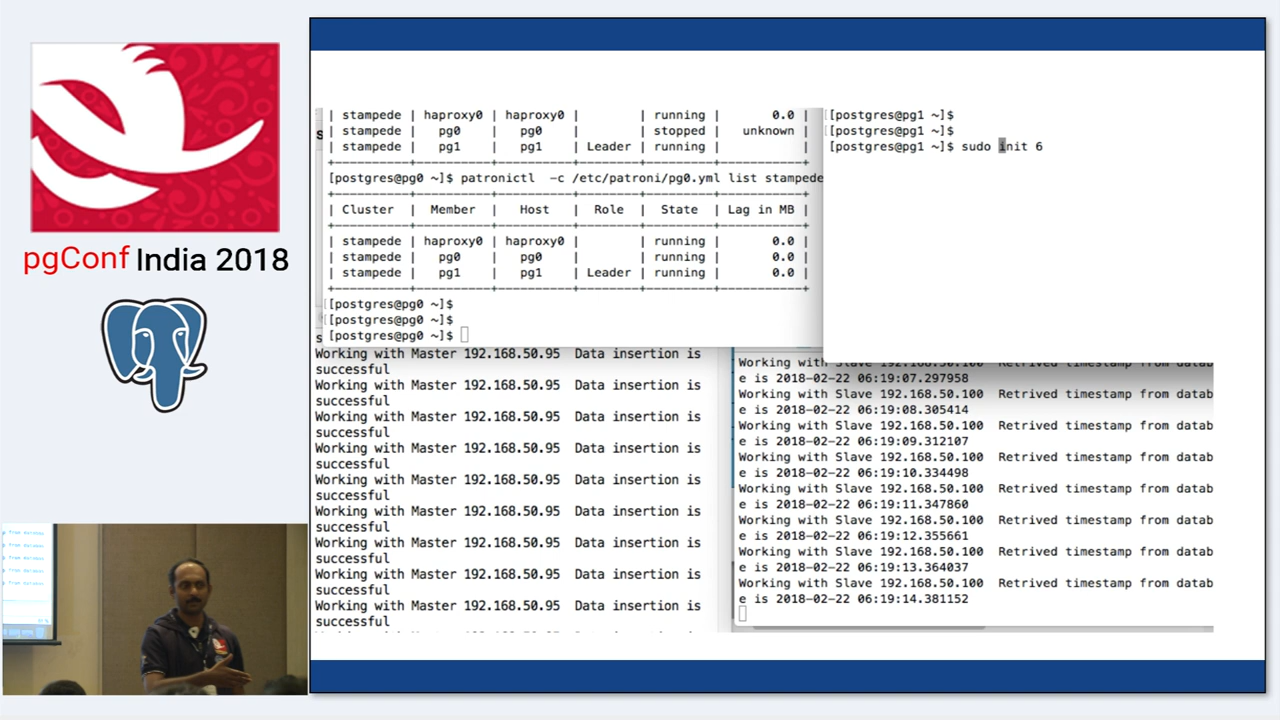 pgConf India 2018
| stampede | haproxy0 | haproxy0 | | running | 0.0 |
| stampede | pg0 | pg0 | | stopped | unknown |
| stampede | pg1 | pg1 | Leader | running | |
+---------+----------+----------+--------+---------+-----------+
[postgres@pg0 ~]$ patronictl -c /etc/patroni/pg0.yml list stampede
+---------+----------+----------+--------+---------+-----------+
| Cluster | Member | Host | Role | State | Lag in MB |
+---------+----------+----------+--------+---------+-----------+
| stampede | haproxy0 | haproxy0 | | running | 0.0 |
| stampede | pg0 | pg0 | | running | 0.0 |
| stampede | pg1 | pg1 | Leader | running | 0.0 |
+---------+----------+----------+--------+---------+-----------+
[postgres@pg0 ~]$
[postgres@pg0 ~]$
[postgres@pg0 ~]$
[postgres@pg1 ~]$
[postgres@pg1 ~]$
[postgres@pg1 ~]$ sudo init 6
Working with Master 192.168.50.95 Data insertion is
successful
Working with Master 192.168.50.95 Data insertion is
successful
Working with Master 192.168.50.95 Data insertion is
successful
Working with Master 192.168.50.95 Data insertion is
successful
Working with Master 192.168.50.95 Data insertion is
successful
Working with Master 192.168.50.95 Data insertion is
successful
Working with Master 192.168.50.95 Data insertion is
successful
Working with Master 192.168.50.95 Data insertion is
successful
Working with Master 192.168.50.95 Data insertion is
successful
Working with Slave 192.168.50.100 Retrived timestamp from datab
e is 2018-02-22 06:19:07.297958
Working with Slave 192.168.50.100 Retrived timestamp from datab
e is 2018-02-22 06:19:08.305414
Working with Slave 192.168.50.100 Retrived timestamp from datab
e is 2018-02-22 06:19:09.312107
Working with Slave 192.168.50.100 Retrived timestamp from datab
e is 2018-02-22 06:19:10.334498
Working with Slave 192.168.50.100 Retrived timestamp from datab
e is 2018-02-22 06:19:11.347860
Working with Slave 192.168.50.100 Retrived timestamp from datab
e is 2018-02-22 06:19:12.355661
Working with Slave 192.168.50.100 Retrived timestamp from datab
e is 2018-02-22 06:19:13.364037
Working with Slave 192.168.50.100 Retrived timestamp from datab
e is 2018-02-22 06:19:14.381152